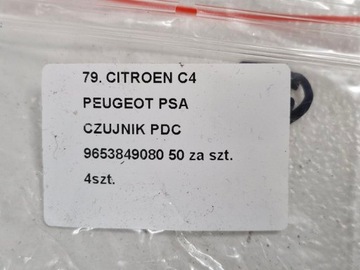 79. CITROEN C4
PEUGEOT PSA
CZUJNIK PDC
9653849080 50 za szt.
4szt.